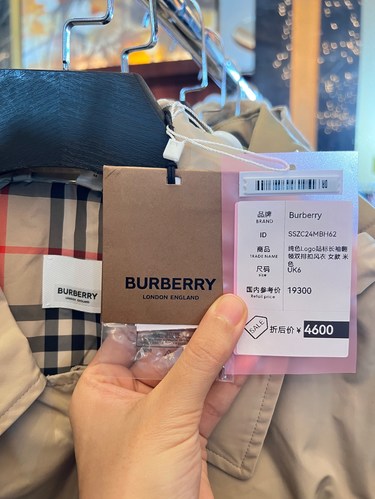 BURBERRY
LONDON ENGLAND
BURBERRY
LONDON ENGLAND
品牌 Burberry
BRAND
ID SSZC24MBH62
商品 纯色Logo贴标长袖翻
TRADE NAME 领双排扣风衣 女款 米
色
尺码 UK6
国内参考价 19300
Retail price
SALE 折后价¥ 4600